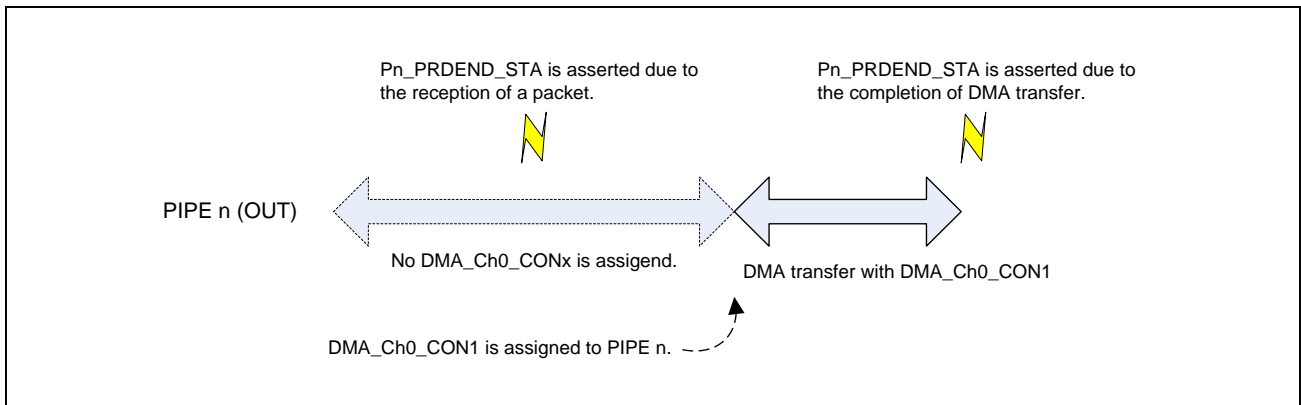 Pn_PRDEND_STA is asserted due to
the reception of a packet.
Pn_PRDEND_STA is asserted due to
the completion of DMA transfer.
PIPE n (OUT)
No DMA_Ch0_CONx is assigend.
DMA transfer with DMA_Ch0_CON1
DMA_Ch0_CON1 is assigned to PIPE n.